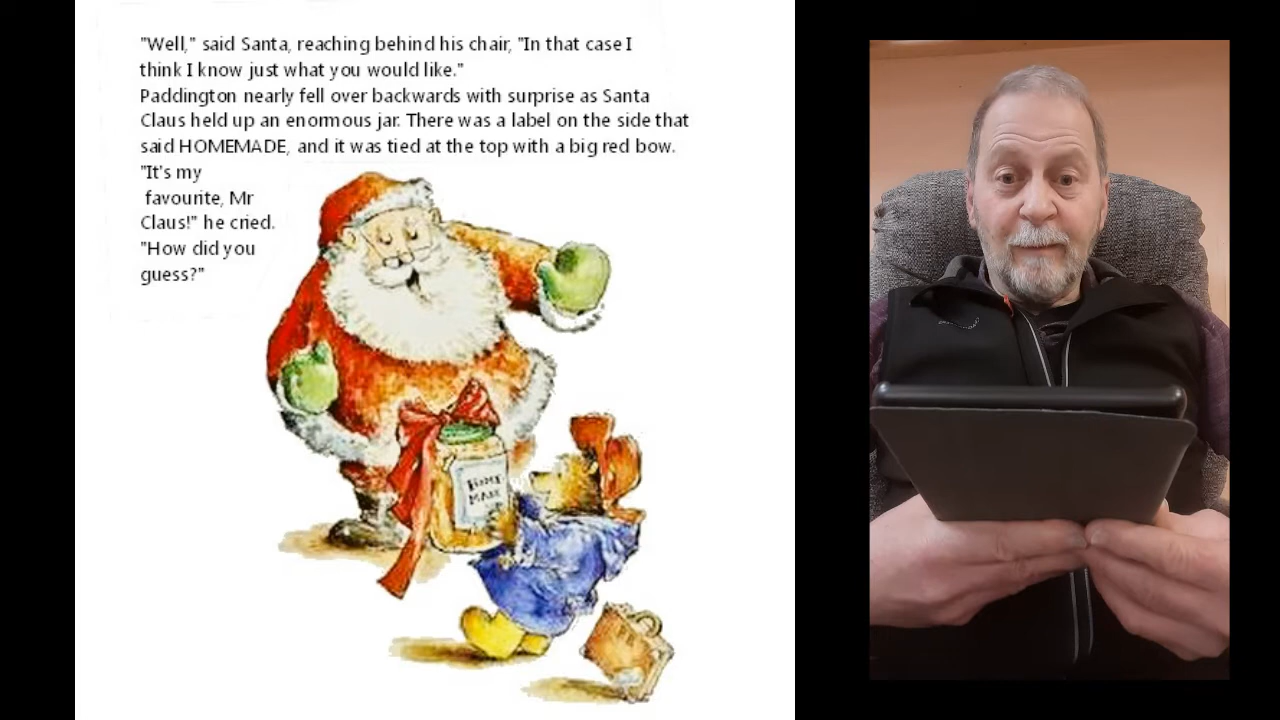 "Well," said Santa, reaching behind his chair, "In that case I
think I know just what you would like."
Paddington nearly fell over backwards with surprise as Santa
Claus held up an enormous jar. There was a label on the side that
said HOMEMADE, and it was tied at the top with a big red bow.
"It's my
favourite, Mr
Claus!" he cried.
"How did you
guess?"
HOME
MADE